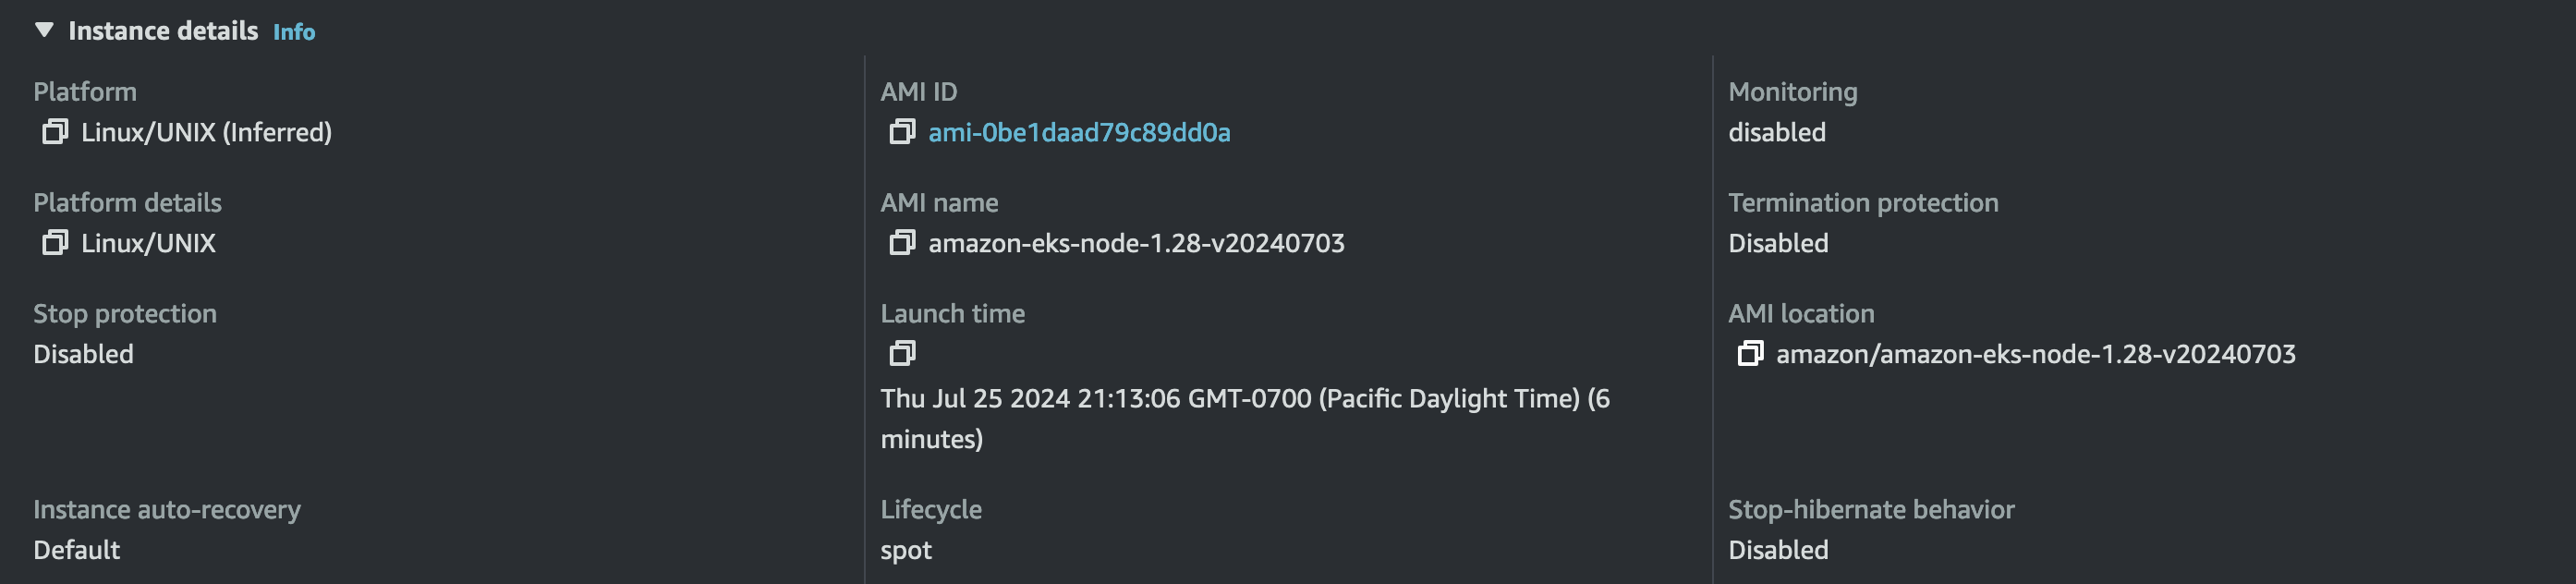 Instance details Info
Platform
Linux/UNIX (Inferred)
AMI ID
ami-0be1daad79c89dd0a
Monitoring
disabled
Platform details
Linux/UNIX
AMI name
amazon-eks-node-1.28-v20240703
Termination protection
Disabled
Stop protection
Disabled
Launch time
Thu Jul 25 2024 21:13:06 GMT-0700 (Pacific Daylight Time) (6
minutes)
AMI location
amazon/amazon-eks-node-1.28-v20240703
Instance auto-recovery
Default
Lifecycle
spot
Stop-hibernate behavior
Disabled